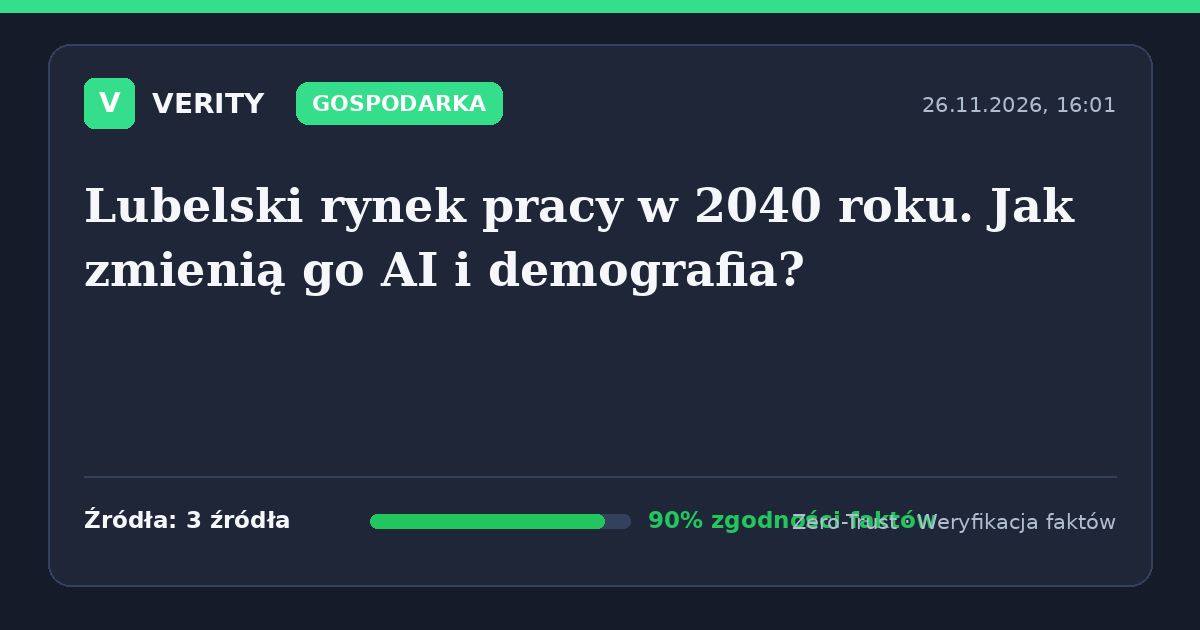 V VERITY GOSPODARKA 26.11.2026, 16:01
Lubelski rynek pracy w 2040 roku. Jak
zmienią go AI i demografia?
Źródła: 3 źródła 90% zgodności faktów Zero-Trust · Weryfikacja faktów